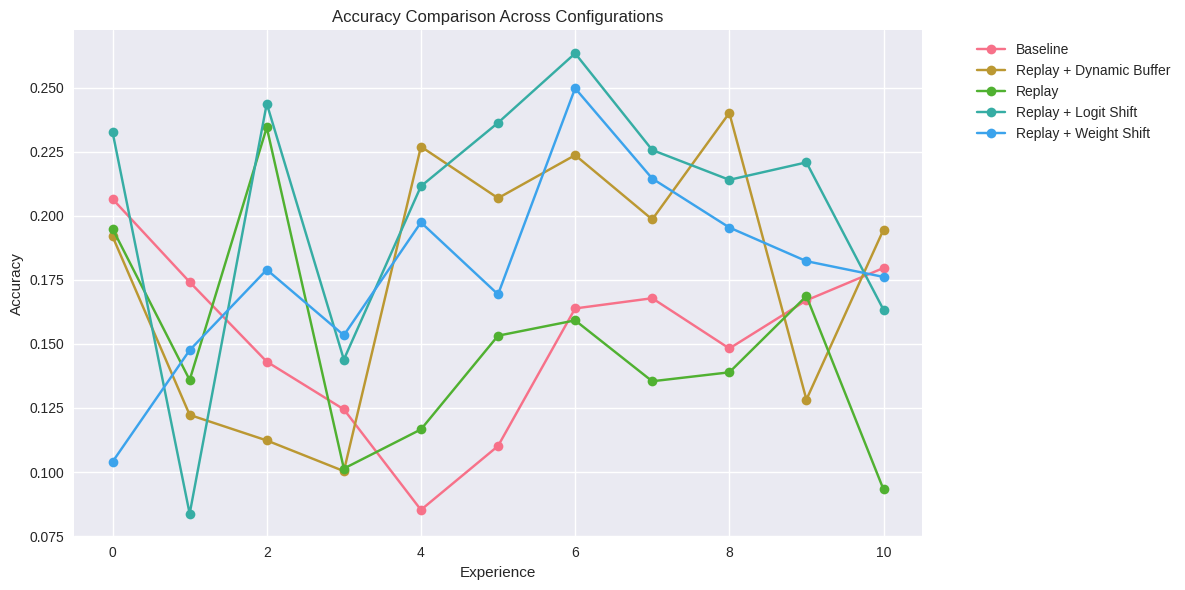 Accuracy Comparison Across Configurations
Baseline
Replay + Dynamic Buffer
Replay
Replay + Logit Shift
Replay + Weight Shift
Accuracy
0.250
0.225
0.200
0.175
0.150
0.125
0.100
0.075
0 2 4 6 8 10
Experience